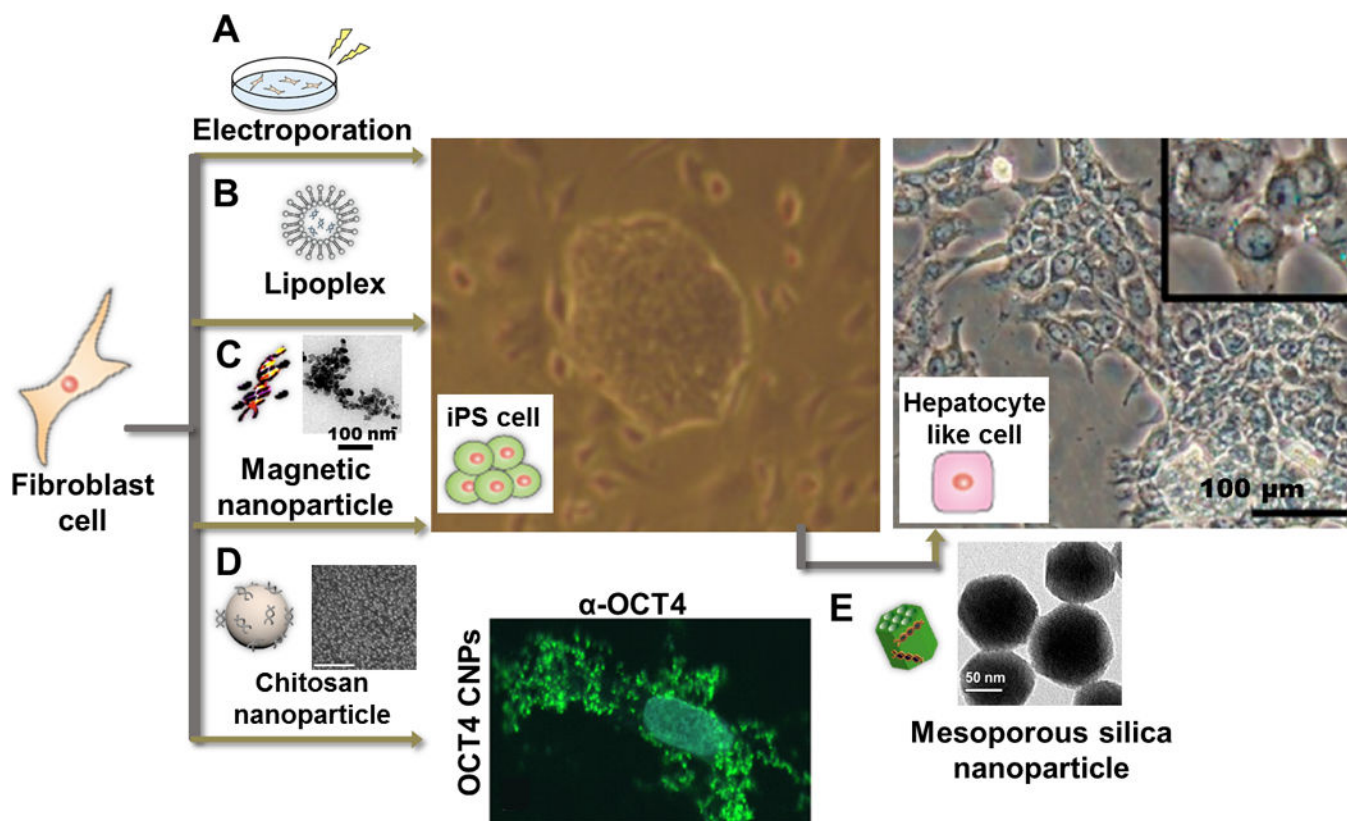 A
Electroporation
B
Lipoplex
C
100 nm
Magnetic
nanoparticle
Fibroblast
cell
D
Chitosan
nanoparticle
iPS cell
Hepatocyte
like cell
100 µm
α-OCT4
OCT4 CNPs
E
50 nm
Mesoporous silica
nanoparticle